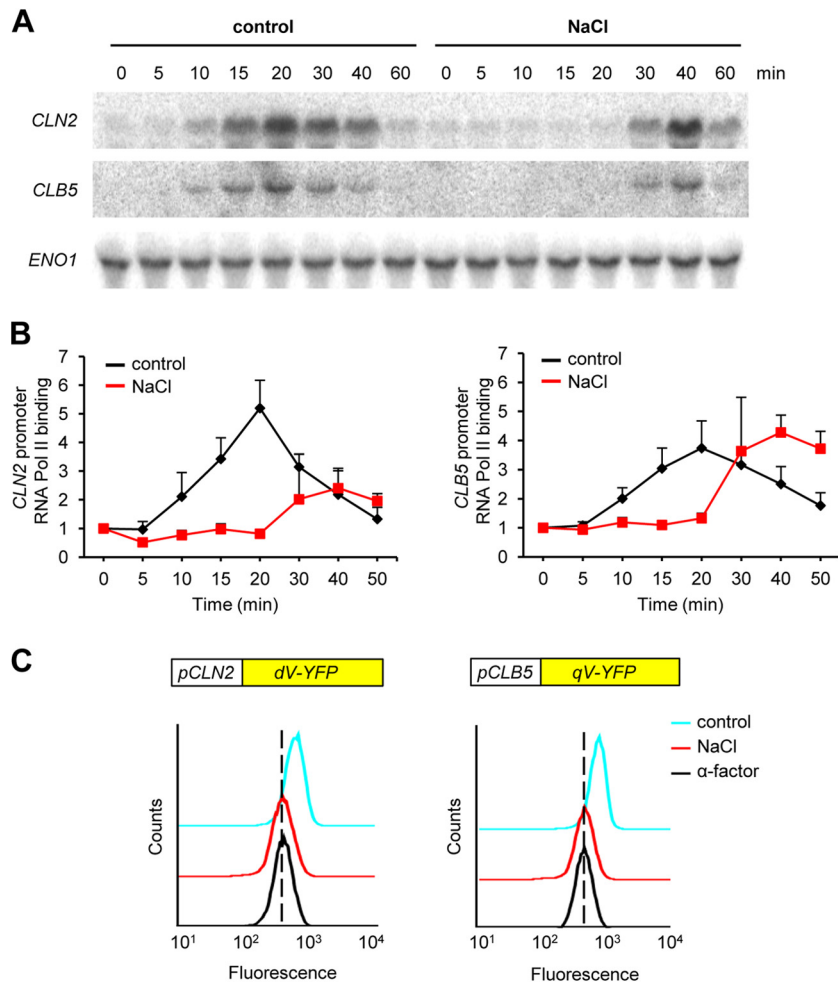 A
control NaCl
0 5 10 15 20 30 40 60 0 5 10 15 20 30 40 60 min
CLN2
CLB5
ENO1
B
CLN2 promoter
RNA Pol II binding
7
6
5
4
3
2
1
0
control
NaCl
0 5 10 15 20 30 40 50
Time (min)
CLB5 promoter
RNA Pol II binding
7
6
5
4
3
2
1
0
control
NaCl
0 5 10 15 20 30 40 50
Time (min)
C
pCLN2 dV-YFP
pCLB5 qV-YFP
control
NaCl
α-factor
Counts
10¹ 10² 10³ 10⁴
Fluorescence
Counts
10¹ 10² 10³ 10⁴
Fluorescence